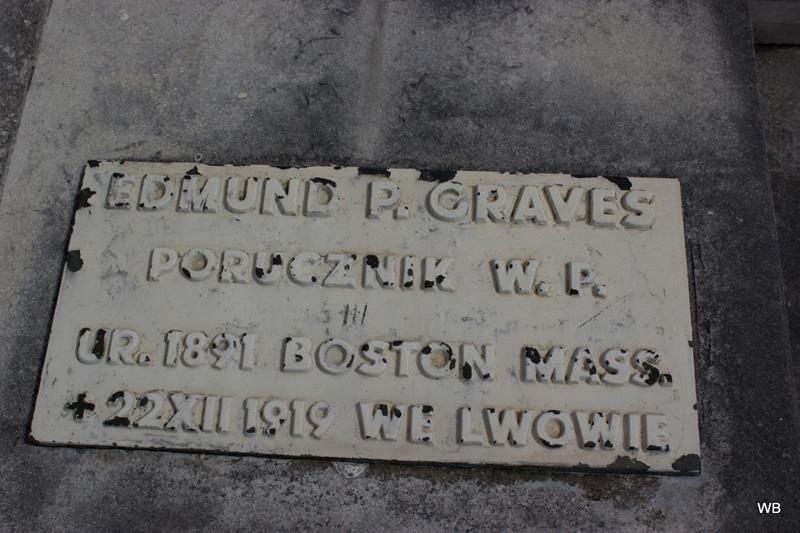 EDMUND P. GRAVES
PORUCZNIK W. P.
UR. 1891 BOSTON MASS.
+ 22 XII 1919 WE LWOWIE
WB